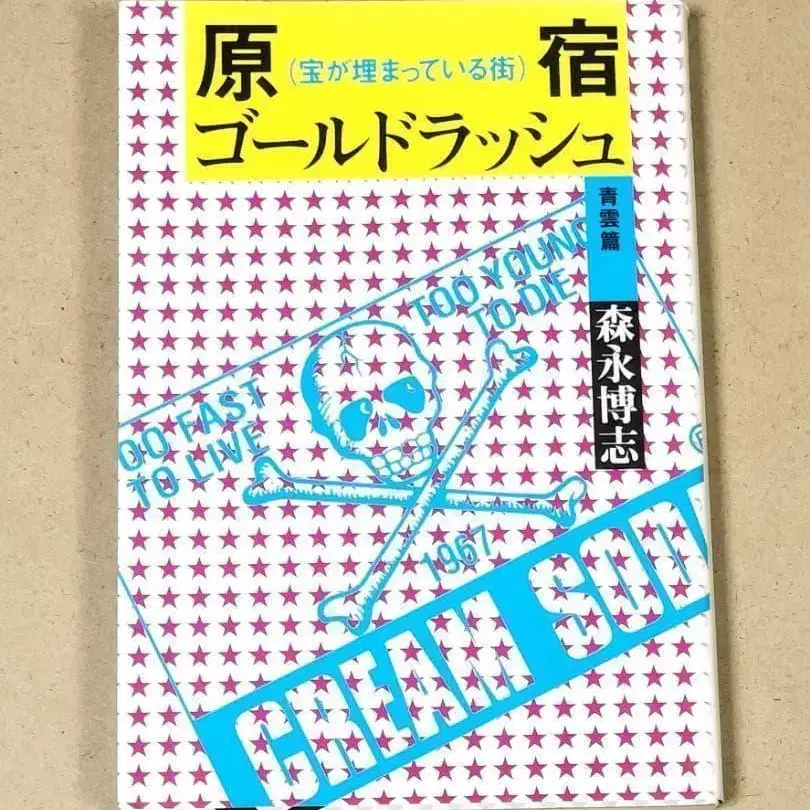 原宿
(宝が埋まっている街)
ゴールドラッシュ
青雲篇
森永博志
TOO YOUNG
TO DIE
OO FAST
TO LIVE
1967
CREAM SOD
®